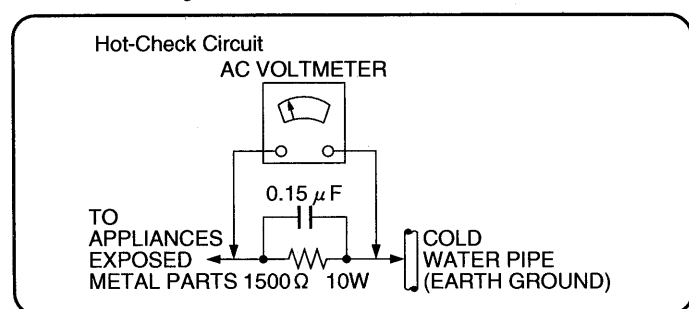 Hot-Check Circuit
AC VOLTMETER
0.15 μF
TO
APPLIANCES
EXPOSED
METAL PARTS 1500Ω 10W
COLD
WATER PIPE
(EARTH GROUND)